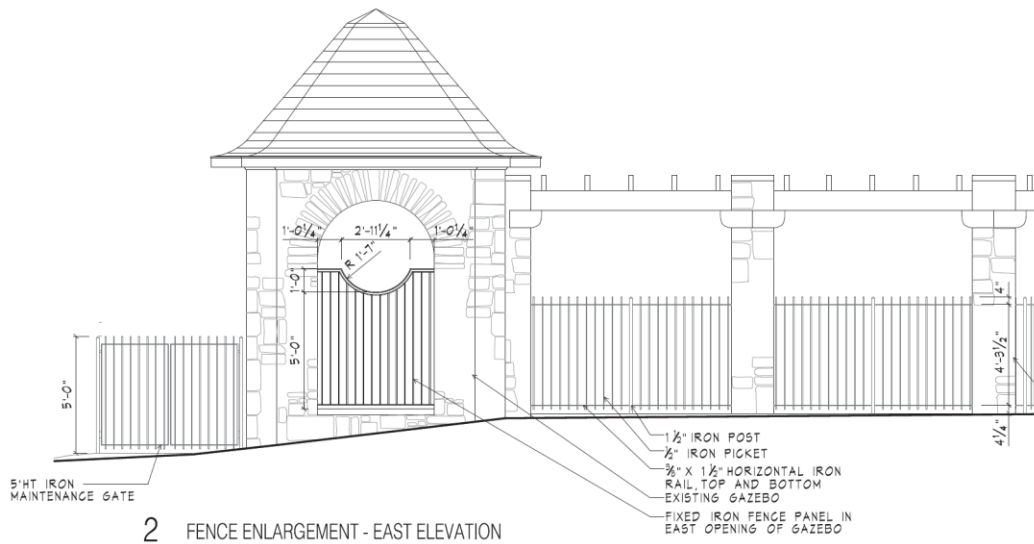 1'-0¼"
2'-11¼"
1'-0¼"
R 1'-7"
1'-0"
5'-0"
5'-0"
4"
4'-3½"
4¼"
5'HT IRON
MAINTENANCE GATE
1 ½" IRON POST
½" IRON PICKET
⅜" X 1½" HORIZONTAL IRON
RAIL, TOP AND BOTTOM
EXISTING GAZEBO
FIXED IRON FENCE PANEL IN
EAST OPENING OF GAZEBO
2 FENCE ENLARGEMENT - EAST ELEVATION